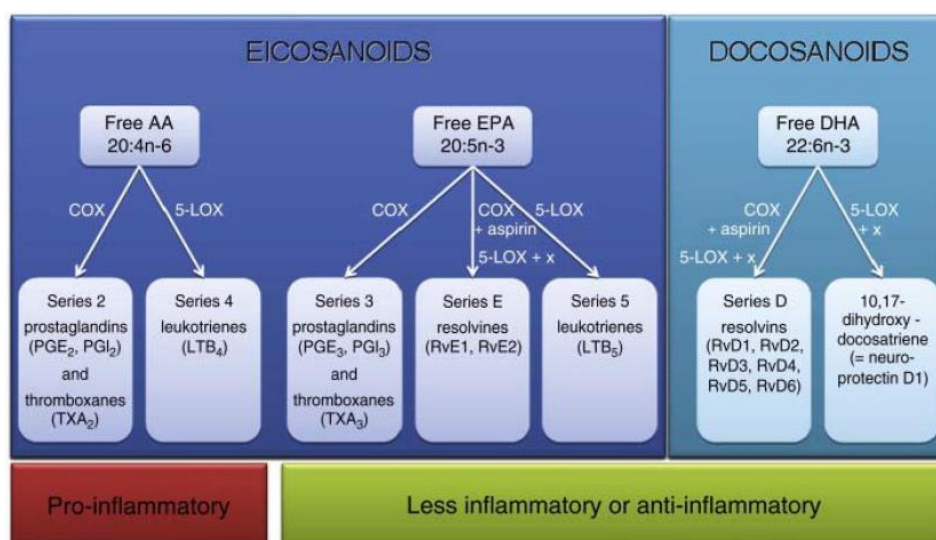 EICOSANOIDS
DOCOSANOIDS
Free AA
20:4n-6
Free EPA
20:5n-3
Free DHA
22:6n-3
COX
5-LOX
COX
COX
+ aspirin
5-LOX + x
5-LOX
COX
+ aspirin
5-LOX + x
5-LOX
+ x
Series 2
prostaglandins
(PGE₂, PGI₂)
and
thromboxanes
(TXA₂)
Series 4
leukotrienes
(LTB₄)
Series 3
prostaglandins
(PGE₃, PGI₃)
and
thromboxanes
(TXA₃)
Series E
resolvines
(RvE1, RvE2)
Series 5
leukotrienes
(LTB₅)
Series D
resolvins
(RvD1, RvD2,
RvD3, RvD4,
RvD5, RvD6)
10,17-
dihydroxy -
docosatriene
(= neuro-
protectin D1)
Pro-inflammatory
Less inflammatory or anti-inflammatory